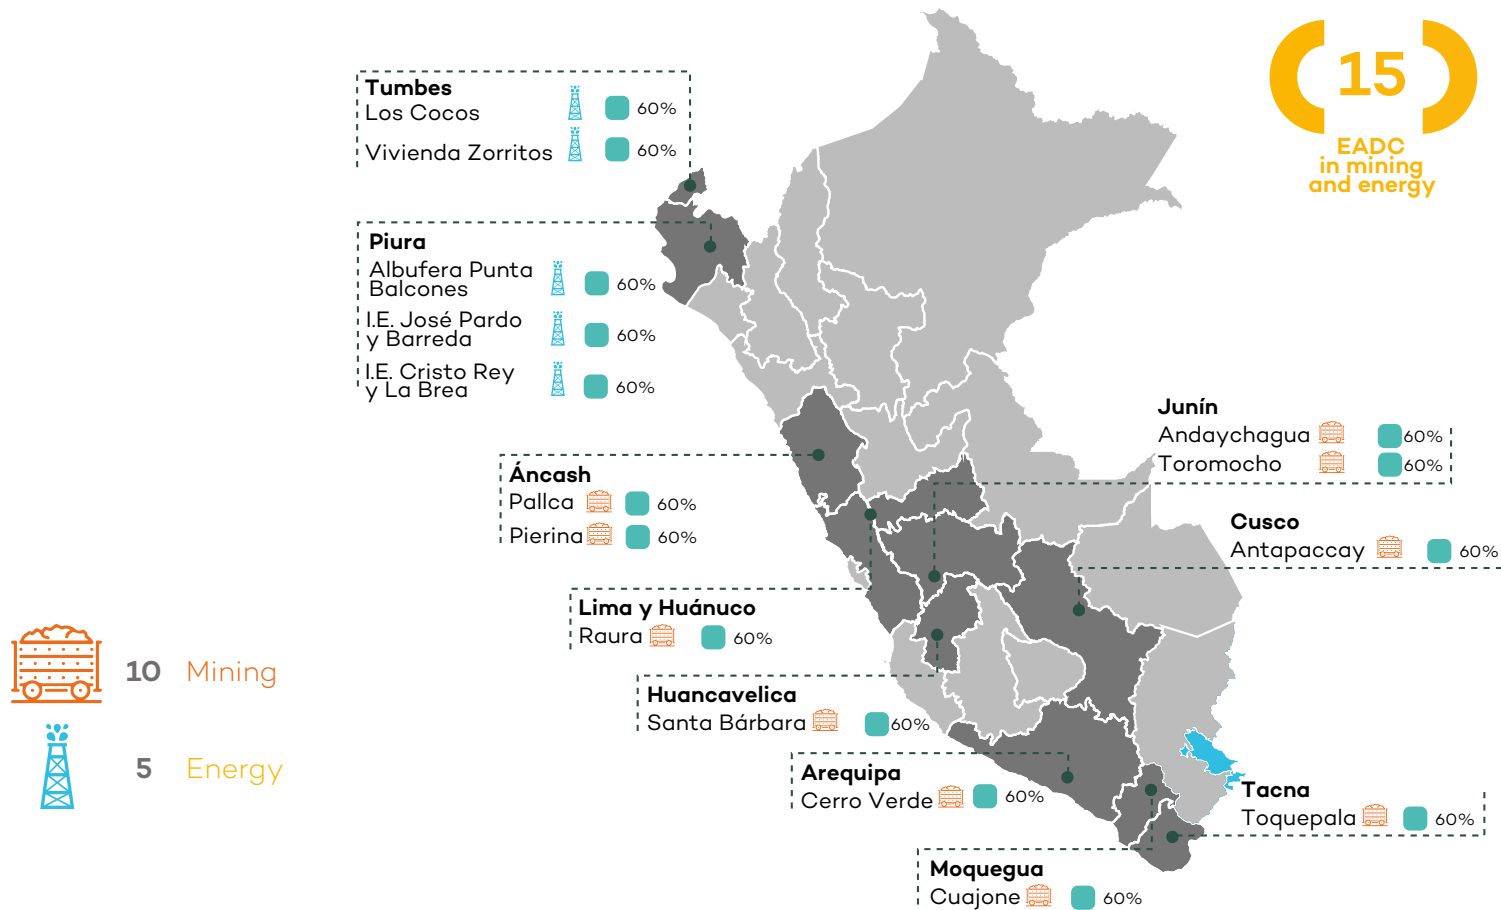 15
EADC
in mining
and energy
Tumbes
Los Cocos 60%
Vivienda Zorritos 60%
Piura
Albufera Punta
Balcones 60%
I.E. José Pardo
y Barreda 60%
I.E. Cristo Rey
y La Brea 60%
Áncash
Pallca 60%
Pierina 60%
Junín
Andaychagua 60%
Toromocho 60%
Cusco
Antapaccay 60%
Lima y Huánuco
Raura 60%
Huancavelica
Santa Bárbara 60%
Arequipa
Cerro Verde 60%
Tacna
Toquepala 60%
Moquegua
Cuajone 60%
10 Mining
5 Energy